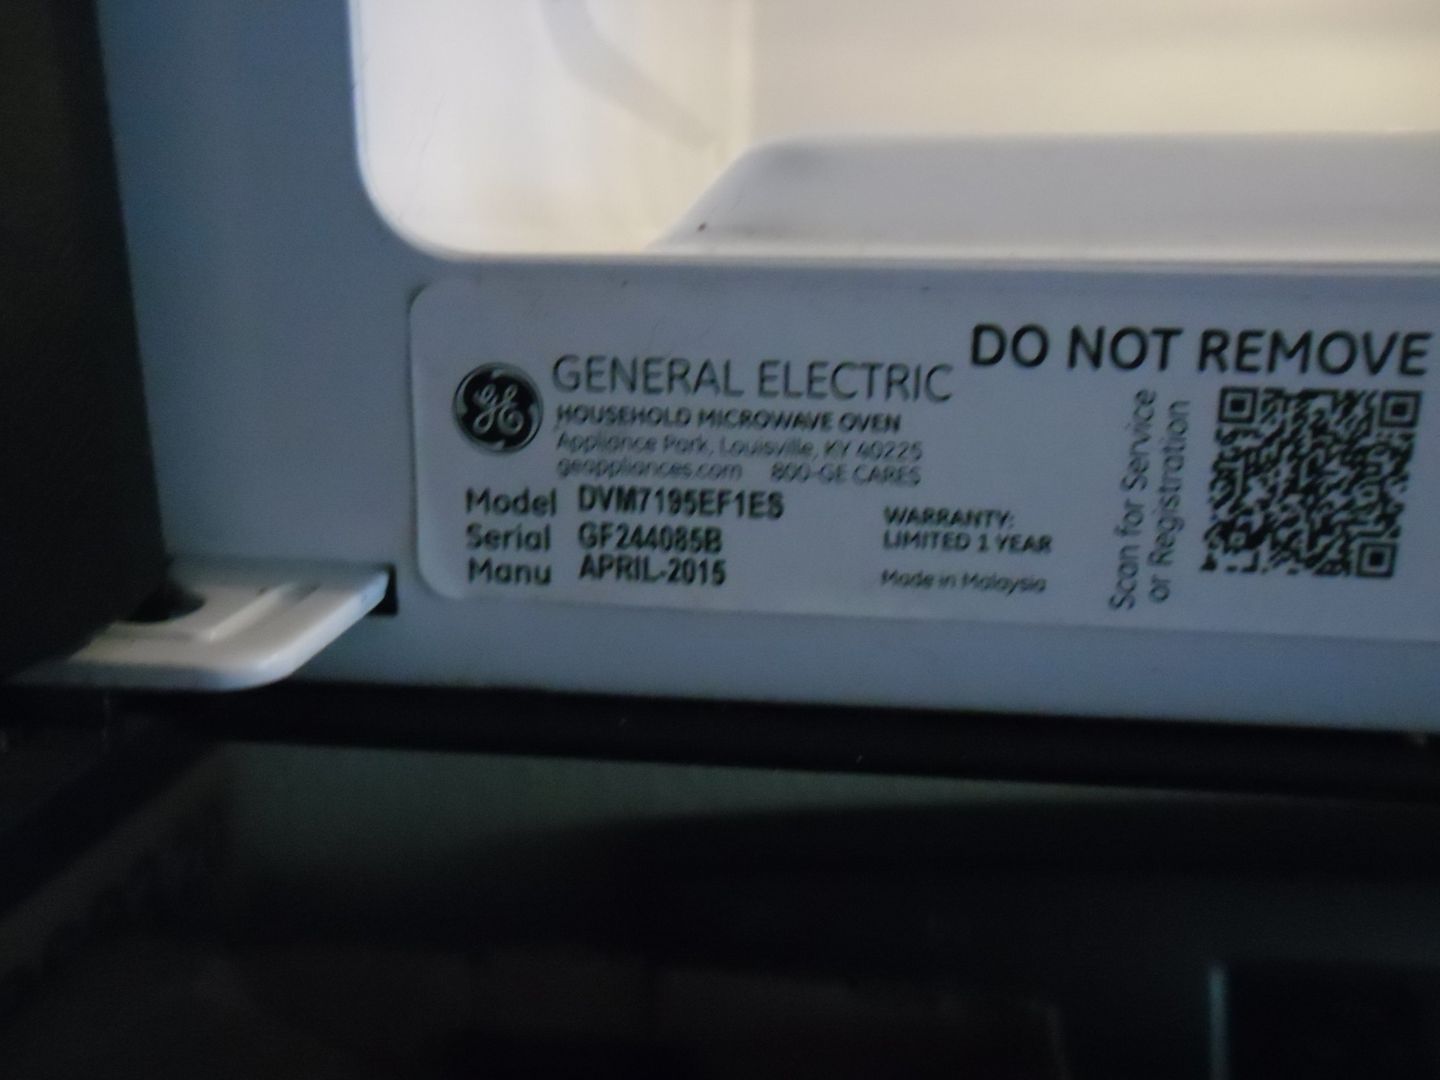 GE
GENERAL ELECTRIC
HOUSEHOLD MICROWAVE OVEN
Appliance Park, Louisville, KY 40225
geappliances.com 800-GE CARES
Model DVM7195EF1ES
Serial GF244085B
Manu APRIL-2015
WARRANTY:
LIMITED 1 YEAR
Made in Malaysia
DO NOT REMOVE
Scan for Service
or Registration